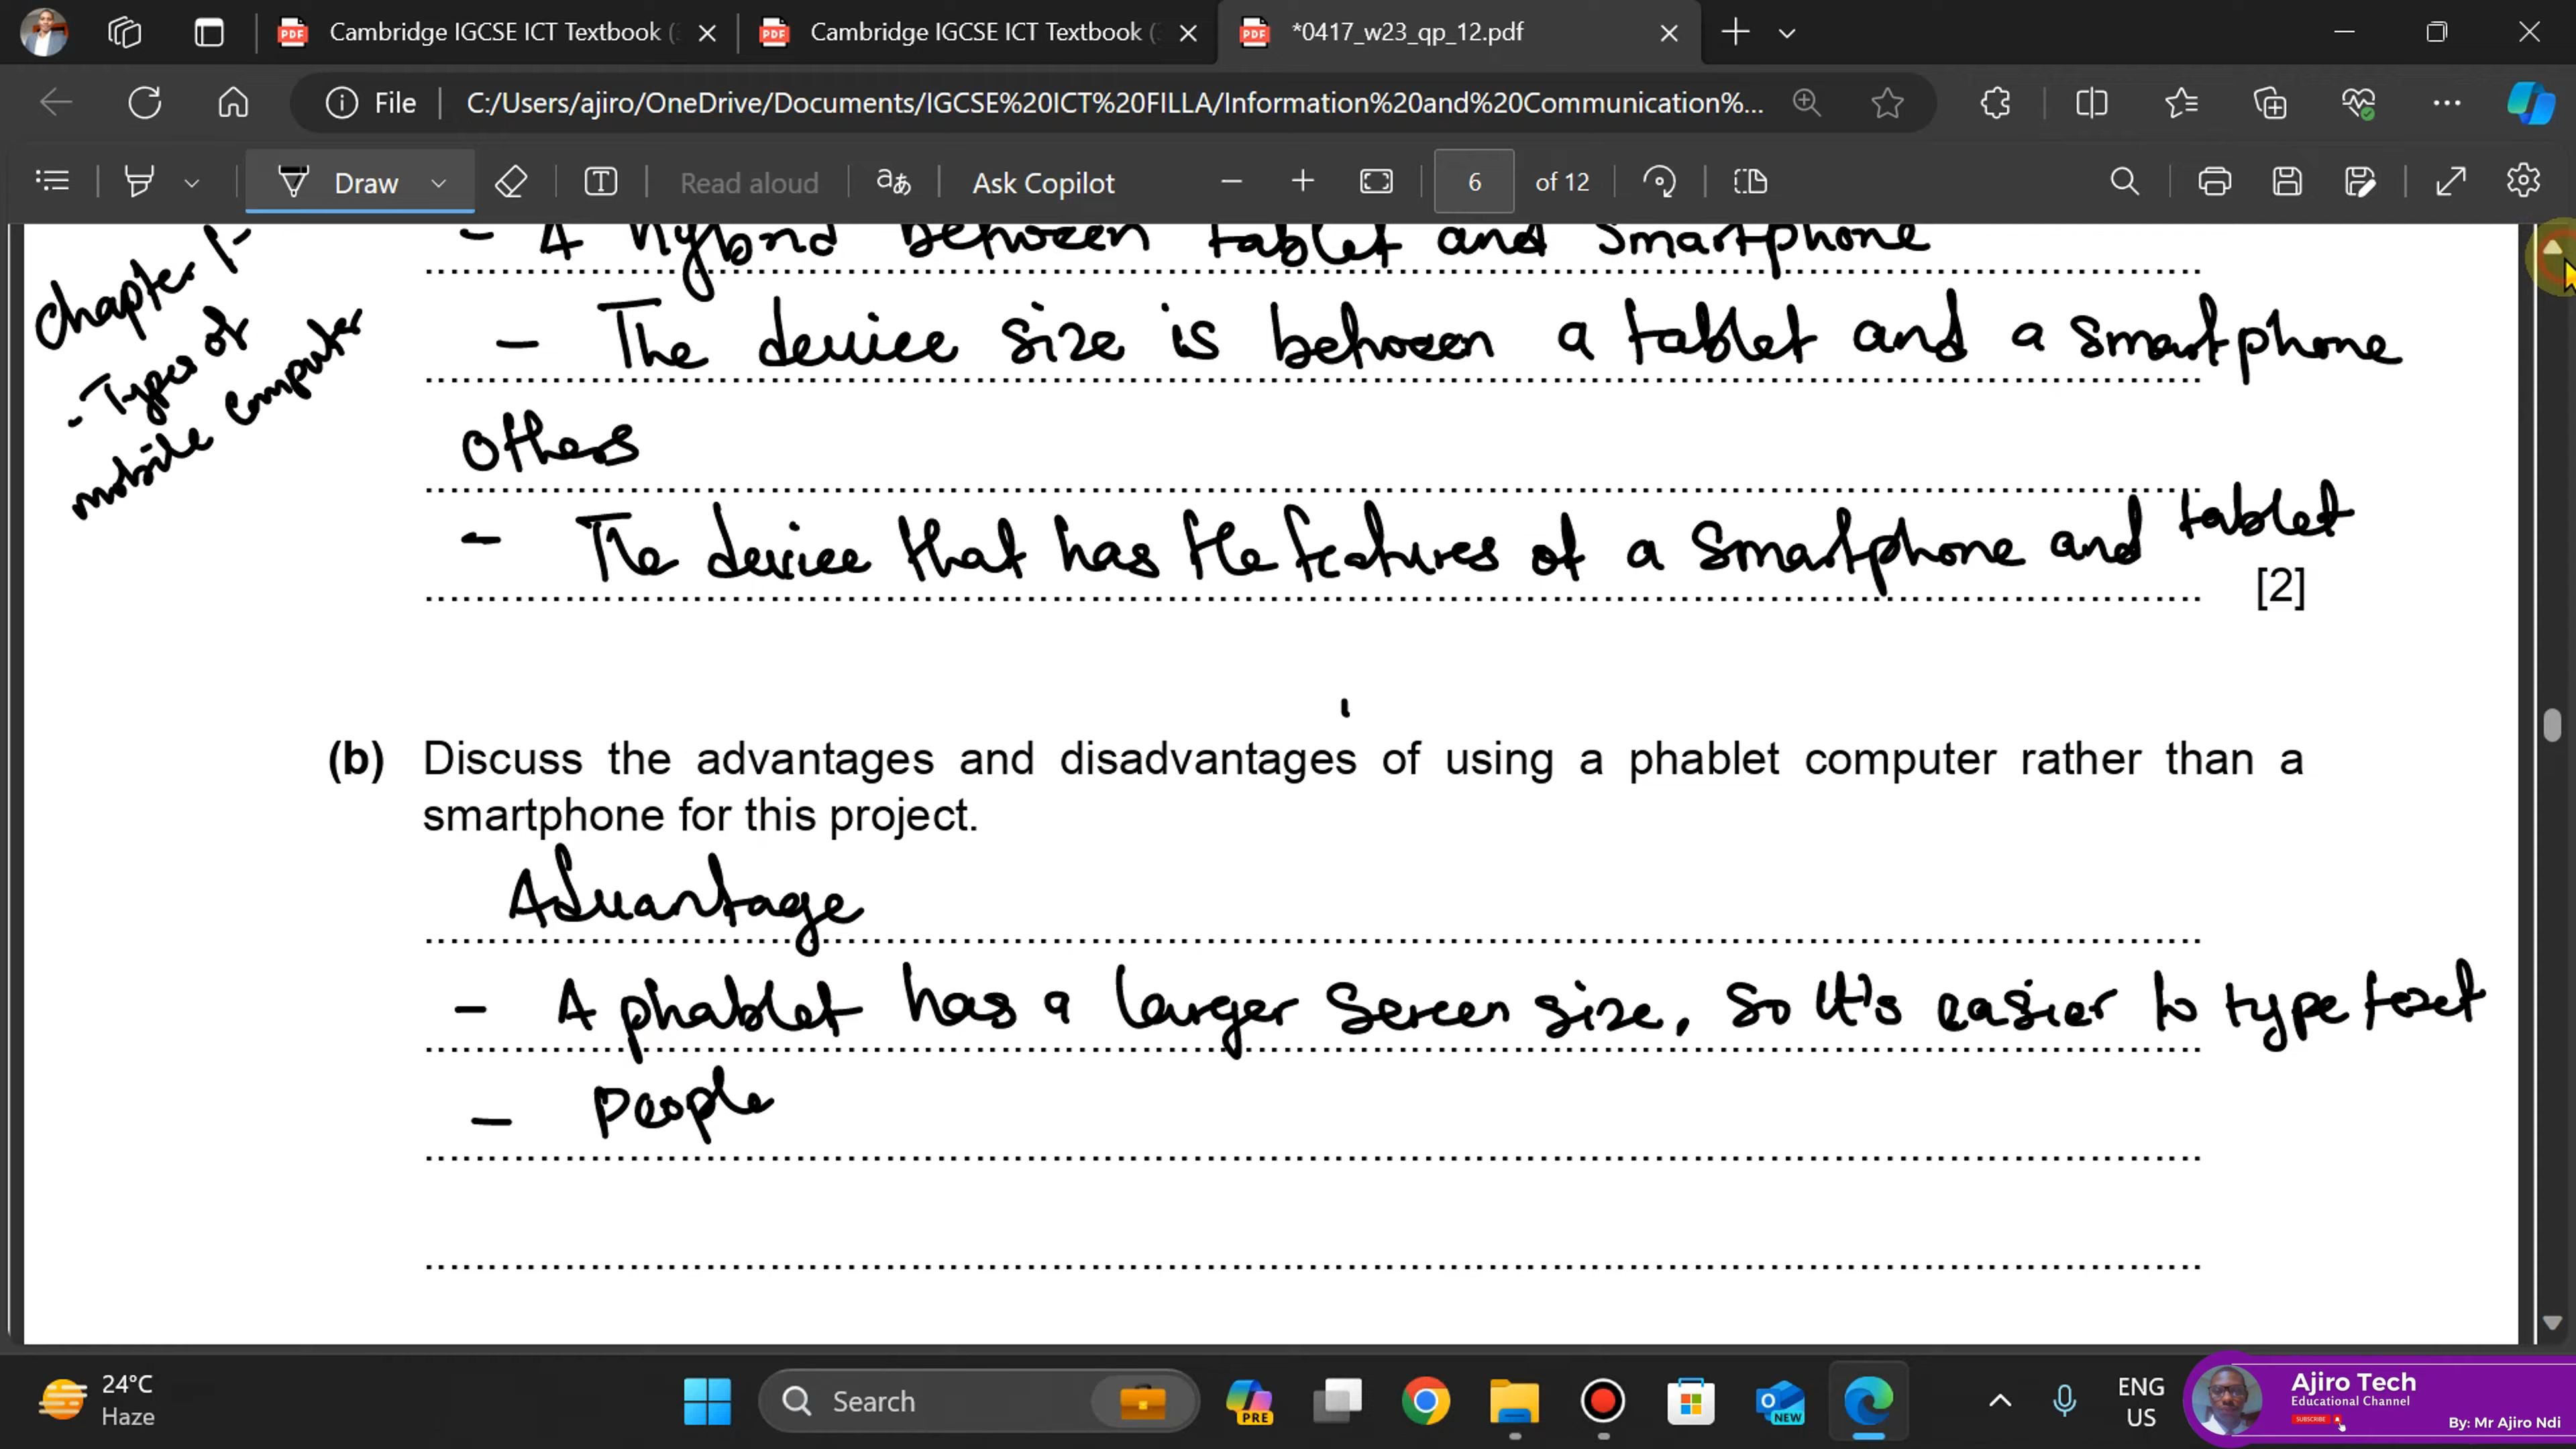 Cambridge IGCSE ICT Textbook (
Cambridge IGCSE ICT Textbook (
*0417_w23_qp_12.pdf
File
C:/Users/ajiro/OneDrive/Documents/IGCSE%20ICT%20FILLA/Information%20and%20Communication%...
Draw
Read aloud
aあ
Ask Copilot
6
of 12
Chapter 1-
- Types of
mobile computer
- A hybrid between tablet and smartphone
- The device size is between a tablet and a smartphone
Others
- The device that has the features of a smartphone and tablet
[2]
(b) Discuss the advantages and disadvantages of using a phablet computer rather than a
smartphone for this project.
Advantage
- A phablet has a larger screen size, so it's easier to type text
- People
24°C
Haze
Search
PRE
NEW
ENG
US
Ajiro Tech
Educational Channel
SUBSCRIBE
By: Mr Ajiro Ndi